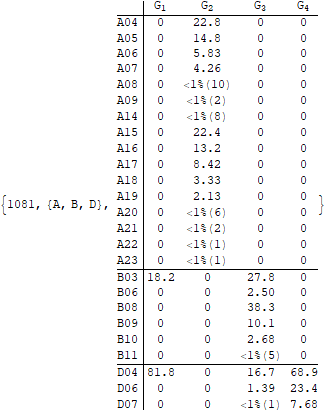 G1 G2 G3 G4
A04 0 22.8 0 0
A05 0 14.8 0 0
A06 0 5.83 0 0
A07 0 4.26 0 0
A08 0 <1%(10) 0 0
A09 0 <1%(2) 0 0
A14 0 <1%(8) 0 0
A15 0 22.4 0 0
A16 0 13.2 0 0
A17 0 8.42 0 0
A18 0 3.33 0 0
A19 0 2.13 0 0
{1081, {A, B, D}, A20 0 <1%(6) 0 0 }
A21 0 <1%(2) 0 0
A22 0 <1%(1) 0 0
A23 0 <1%(1) 0 0
B03 18.2 0 27.8 0
B06 0 0 2.50 0
B08 0 0 38.3 0
B09 0 0 10.1 0
B10 0 0 2.68 0
B11 0 0 <1%(5) 0
D04 81.8 0 16.7 68.9
D06 0 0 1.39 23.4
D07 0 0 <1%(1) 7.68